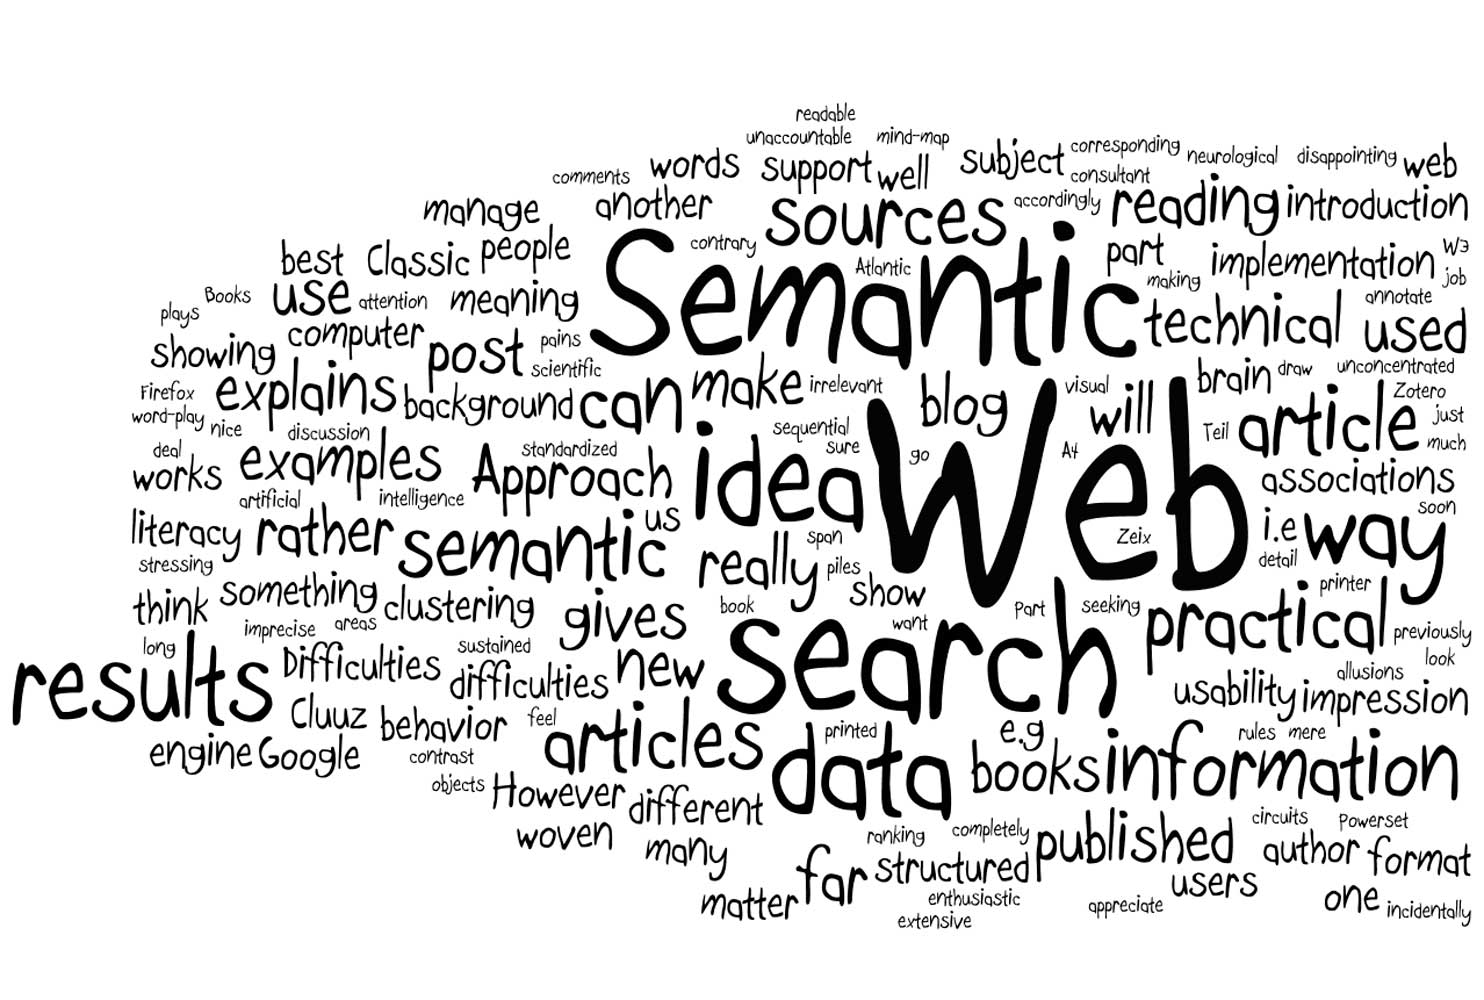 readable
unaccountable mind-map
words support well subject corresponding neurological disappointing web
comments consultant
manage another sources accordingly reading introduction
best Classic people contrary Semantic part implementation W3
Atlantic making job
plays Books use attention meaning technical annotate used
showing computer post pains
scientific
Firefox explains background can make irrelevant blog visual will brain draw unconcentrated
Zotero
word-play nice discussion sequential Web Teil article just
deal works examples standardized Approach idea sure go A4 much
associations
artificial intelligence soon
literacy rather semantic us really span Zeix i.e way
stressing piles detail
think something clustering gives book show Part seeking printer
imprecise areas want search practical previously
long results Difficulties sustained difficulties new look
allusions
Cluuz behavior feel usability impression
engine Google contrast articles printed e.g rules mere
objects However different data books information
woven many ranking completely published circuits Powerset
author format
matter far structured users
enthusiastic appreciate one incidentally
extensive